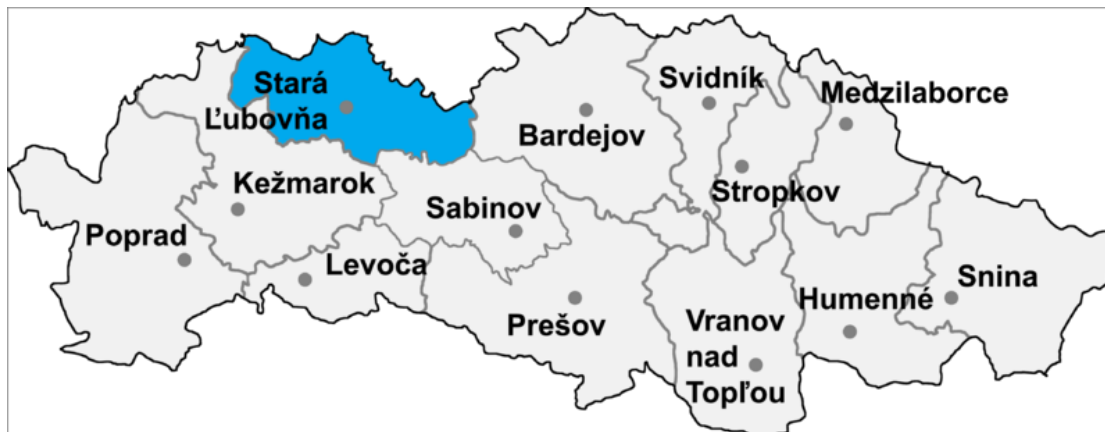 Stará
Ľubovňa
Svidník
Medzilaborce
Bardejov
Kežmarok
Stropkov
Sabinov
Poprad
Levoča
Snina
Humenné
Prešov
Vranov
nad
Topľou